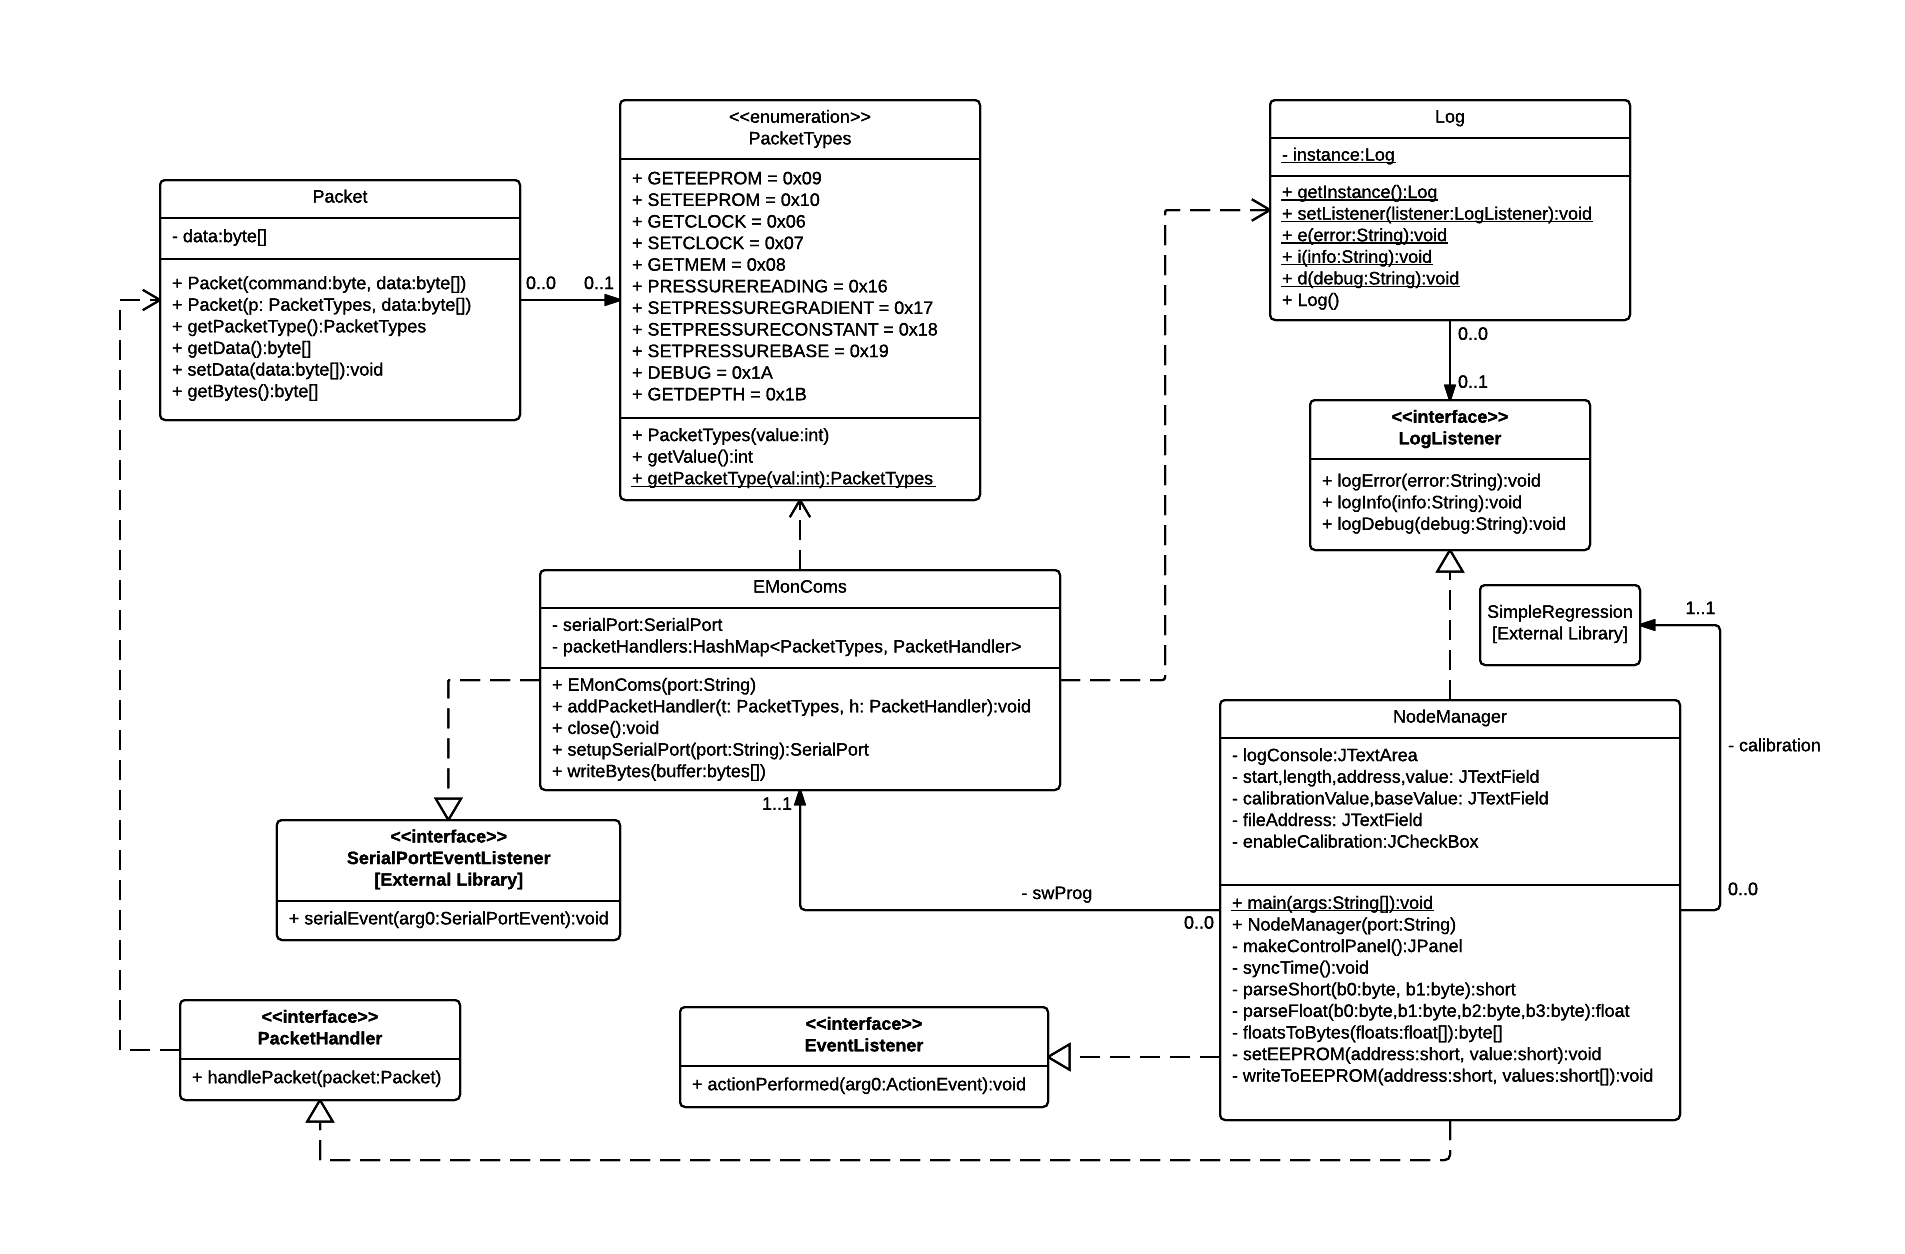 <<enumeration>>
PacketTypes
+ GETEEPROM = 0x09
+ SETEEPROM = 0x10
+ GETCLOCK = 0x06
+ SETCLOCK = 0x07
+ GETMEM = 0x08
+ PRESSUREREADING = 0x16
+ SETPRESSUREGRADIENT = 0x17
+ SETPRESSURECONSTANT = 0x18
+ SETPRESSUREBASE = 0x19
+ DEBUG = 0x1A
+ GETDEPTH = 0x1B
+ PacketTypes(value:int)
+ getValue():int
+ getPacketType(val:int):PacketTypes
Log
- instance:Log
+ getInstance():Log
+ setListener(listener:LogListener):void
+ e(error:String):void
+ i(info:String):void
+ d(debug:String):void
+ Log()
Packet
- data:byte[]
+ Packet(command:byte, data:byte[])
+ Packet(p: PacketTypes, data:byte[])
+ getPacketType():PacketTypes
+ getData():byte[]
+ setData(data:byte[]):void
+ getBytes():byte[]
0..0
0..1
0..0
0..1
<<interface>>
LogListener
+ logError(error:String):void
+ logInfo(info:String):void
+ logDebug(debug:String):void
EMonComs
- serialPort:SerialPort
- packetHandlers:HashMap<PacketTypes, PacketHandler>
+ EMonComs(port:String)
+ addPacketHandler(t: PacketTypes, h: PacketHandler):void
+ close():void
+ setupSerialPort(port:String):SerialPort
+ writeBytes(buffer:bytes[])
SimpleRegression
[External Library]
1..1
- calibration
0..0
NodeManager
- logConsole:JTextArea
- start,length,address,value: JTextField
- calibrationValue,baseValue: JTextField
- fileAddress: JTextField
- enableCalibration:JCheckBox
+ main(args:String[]):void
+ NodeManager(port:String)
- makeControlPanel():JPanel
- syncTime():void
- parseShort(b0:byte, b1:byte):short
- parseFloat(b0:byte,b1:byte,b2:byte,b3:byte):float
- floatsToBytes(floats:float[]):byte[]
- setEEPROM(address:short, value:short):void
- writeToEEPROM(address:short, values:short[]):void
1..1
- swProg
0..0
<<interface>>
SerialPortEventListener
[External Library]
+ serialEvent(arg0:SerialPortEvent):void
<<interface>>
PacketHandler
+ handlePacket(packet:Packet)
<<interface>>
EventListener
+ actionPerformed(arg0:ActionEvent):void